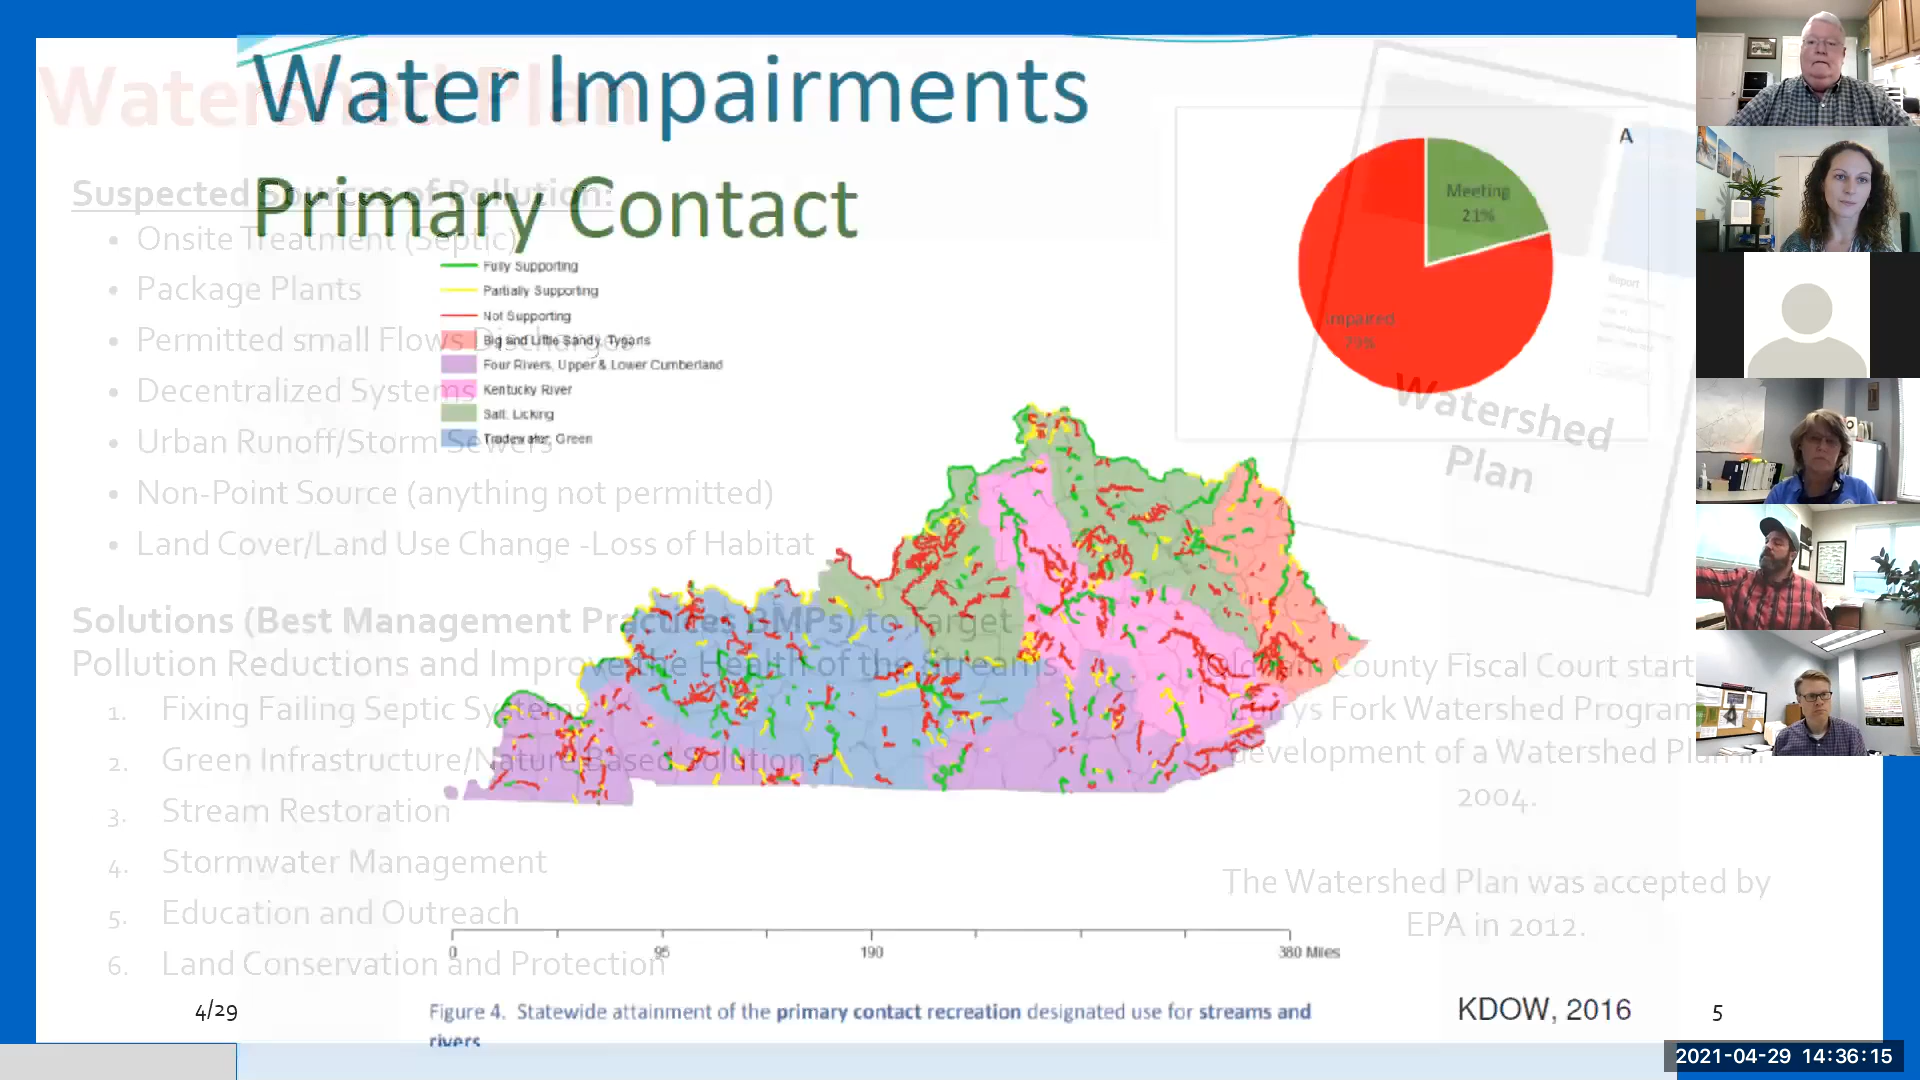 Water Impairments
Watershed Plan
A
Primary Contact
Meeting
21%
Suspected Sources of Pollution:
Onsite Treatment (Septic)
Package Plants
Permitted small Flows Discharges
Decentralized Systems
Urban Runoff/Storm Sewers
Non-Point Source (anything not permitted)
Land Cover/Land Use Change -Loss of Habitat
Fully Supporting
Partially Supporting
Not Supporting
Big and Little Sandy, Tygarts
Four Rivers, Upper & Lower Cumberland
Kentucky River
Salt, Licking
Tradewater, Green
Report
Impaired
79%
Watershed
Plan
Solutions (Best Management Practices BMPs) to Target
Pollution Reductions and Improve the Health of the Streams
1. Fixing Failing Septic Systems
2. Green Infrastructure/Nature Based Solutions
3. Stream Restoration
4. Stormwater Management
5. Education and Outreach
6. Land Conservation and Protection
Oldham County Fiscal Court start
Fork Watershed Program
development of a Watershed Plan in
2004.
The Watershed Plan was accepted by
EPA in 2012.
0 95 190 380 Miles
4/29
Figure 4. Statewide attainment of the primary contact recreation designated use for streams and
rivers
KDOW, 2016
5
2021-04-29 14:36:15